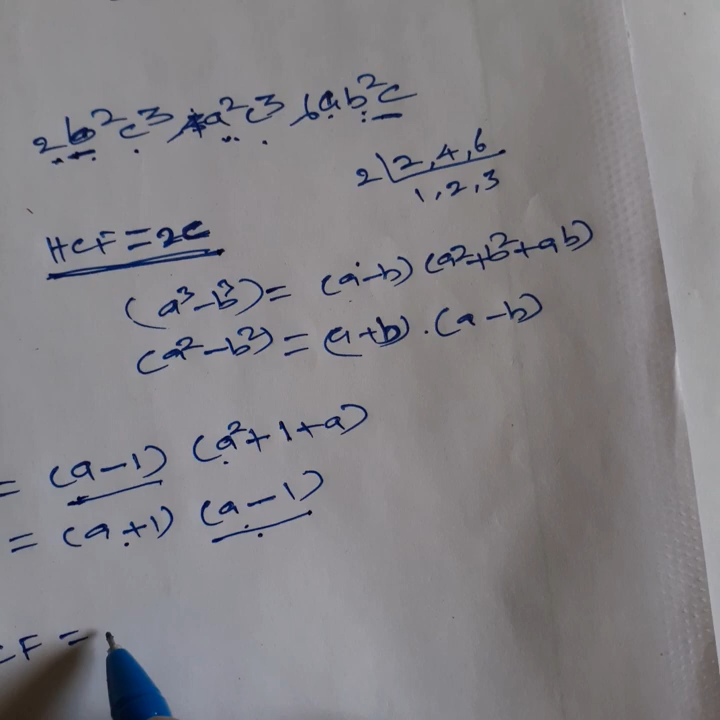 2b²c³ 4a²c³ 6ab²c
2 | 2, 4, 6
1, 2, 3
HCF = 2c
(a³-b³) = (a-b) (a²+b²+ab)
(a²-b²) = (a+b) . (a-b)
= (a-1) (a²+1+a)
= (a+1) (a-1)
CF =